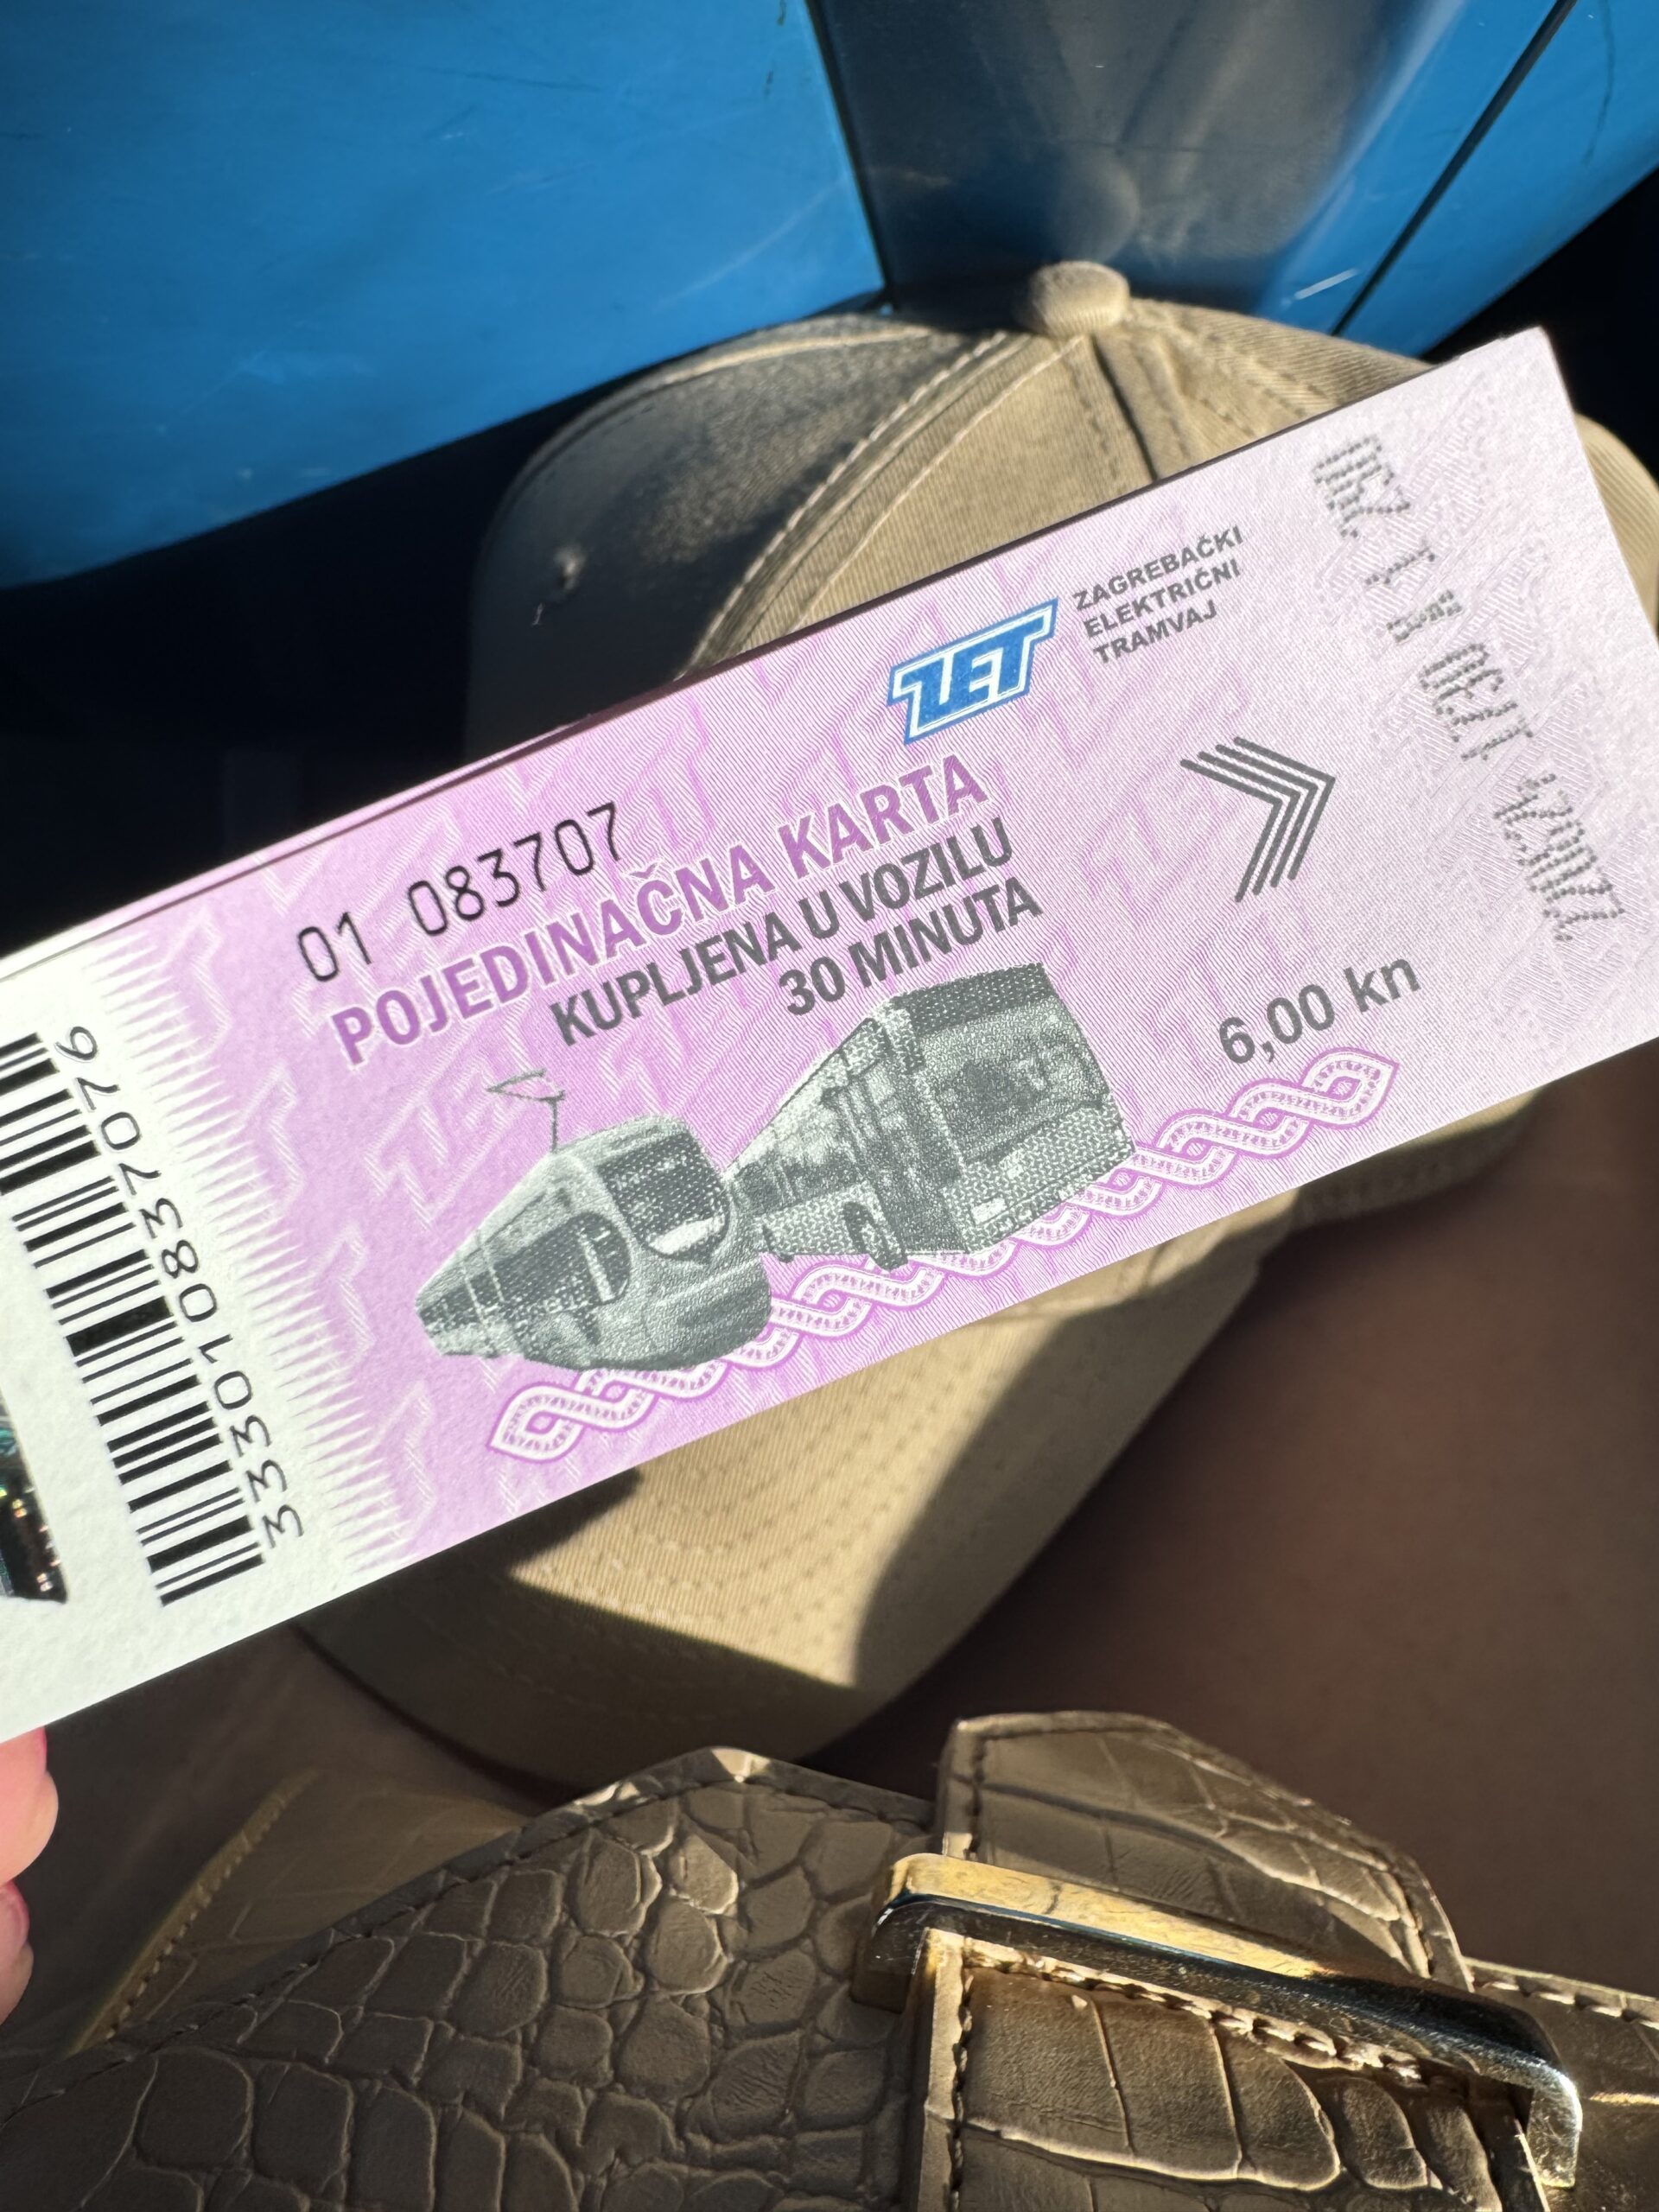 01 083707
POJEDINAČNA KARTA
KUPLJENA U VOZILU
30 MINUTA
ZET
ZAGREBAČKI
ELEKTRIČNI
TRAMVAJ
6,00 kn
3330108370 76